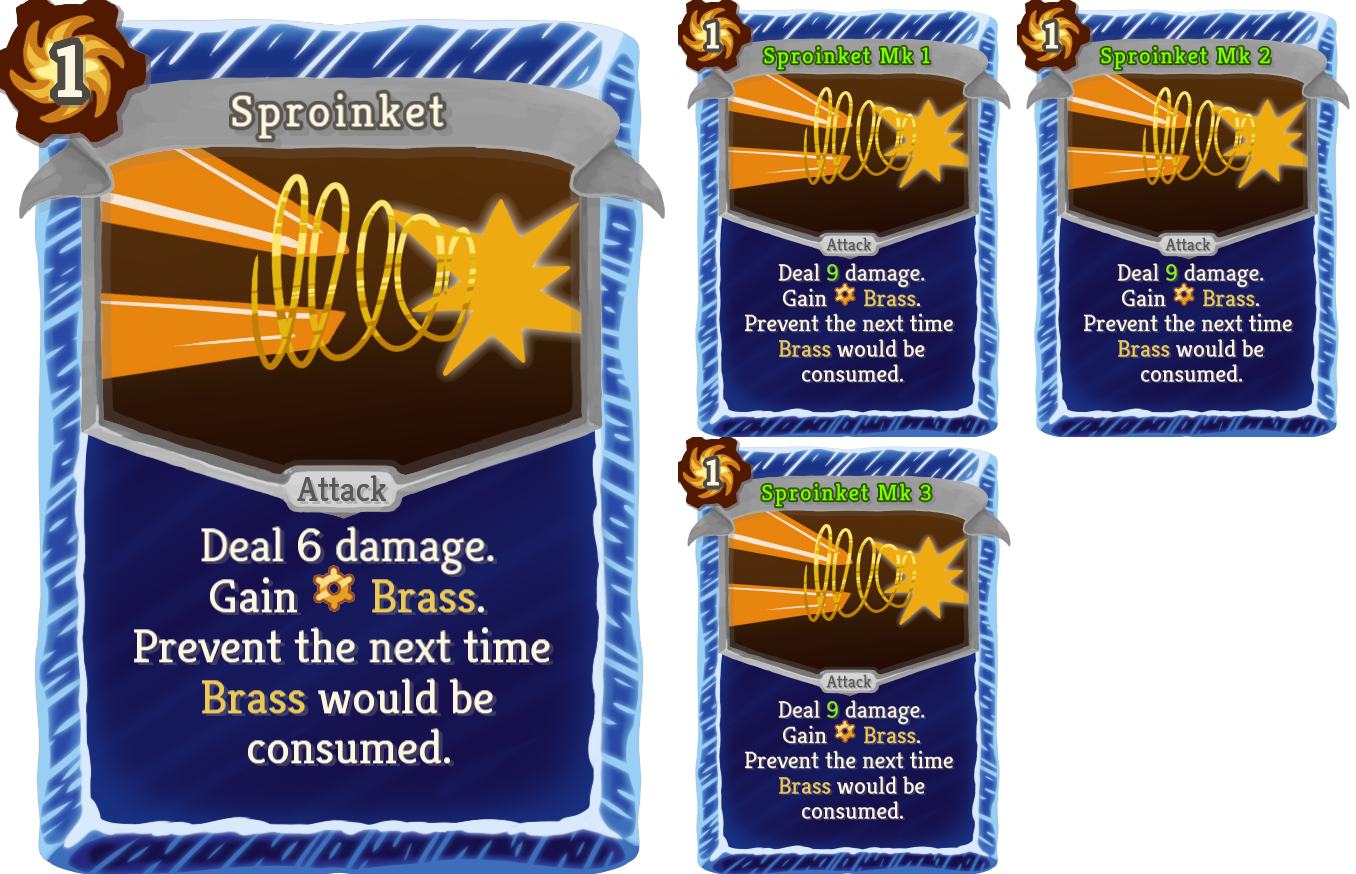 1
Sproinket
Attack
Deal 6 damage.
Gain Brass.
Prevent the next time
Brass would be
consumed.
1
Sproinket Mk 1
Attack
Deal 9 damage.
Gain Brass.
Prevent the next time
Brass would be
consumed.
1
Sproinket Mk 2
Attack
Deal 9 damage.
Gain Brass.
Prevent the next time
Brass would be
consumed.
1
Sproinket Mk 3
Attack
Deal 9 damage.
Gain Brass.
Prevent the next time
Brass would be
consumed.